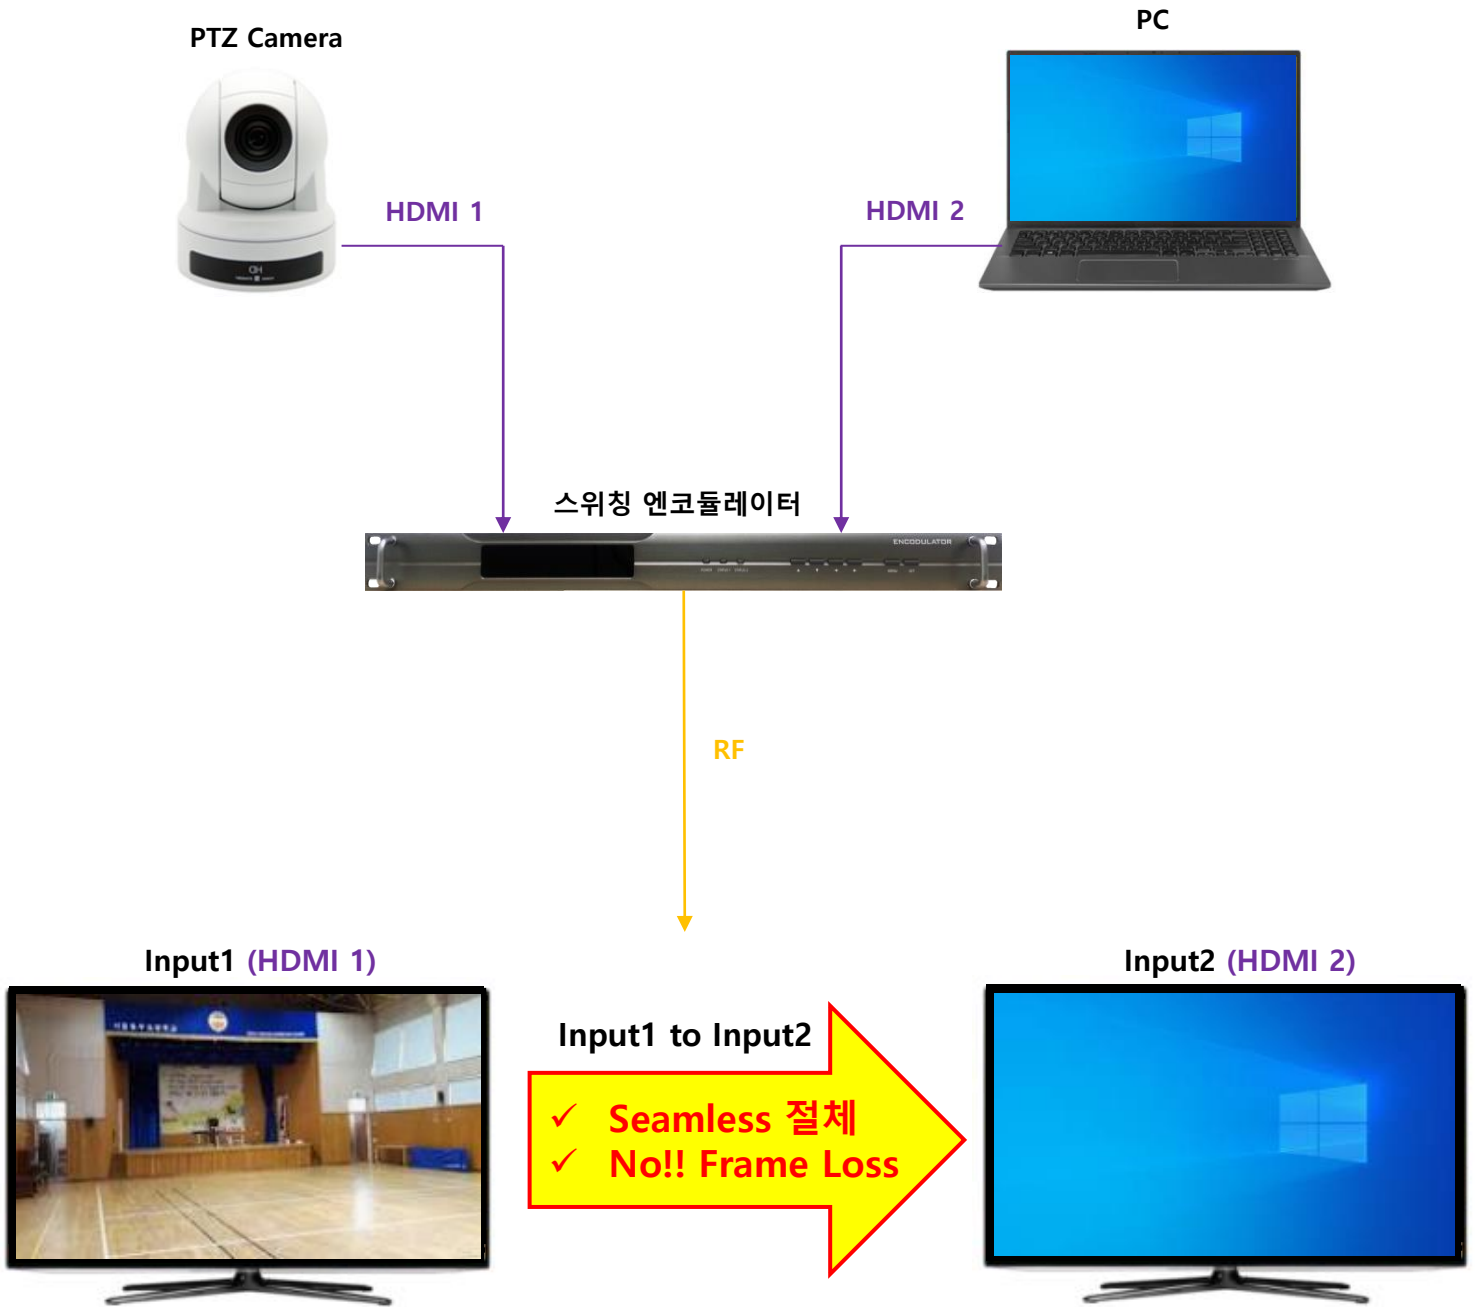 PTZ Camera
PC
HDMI 1
HDMI 2
스위칭 엔코듈레이터
ENCODULATOR
RF
Input1 (HDMI 1)
Input2 (HDMI 2)
Input1 to Input2
✓ Seamless 절체
✓ No!! Frame Loss